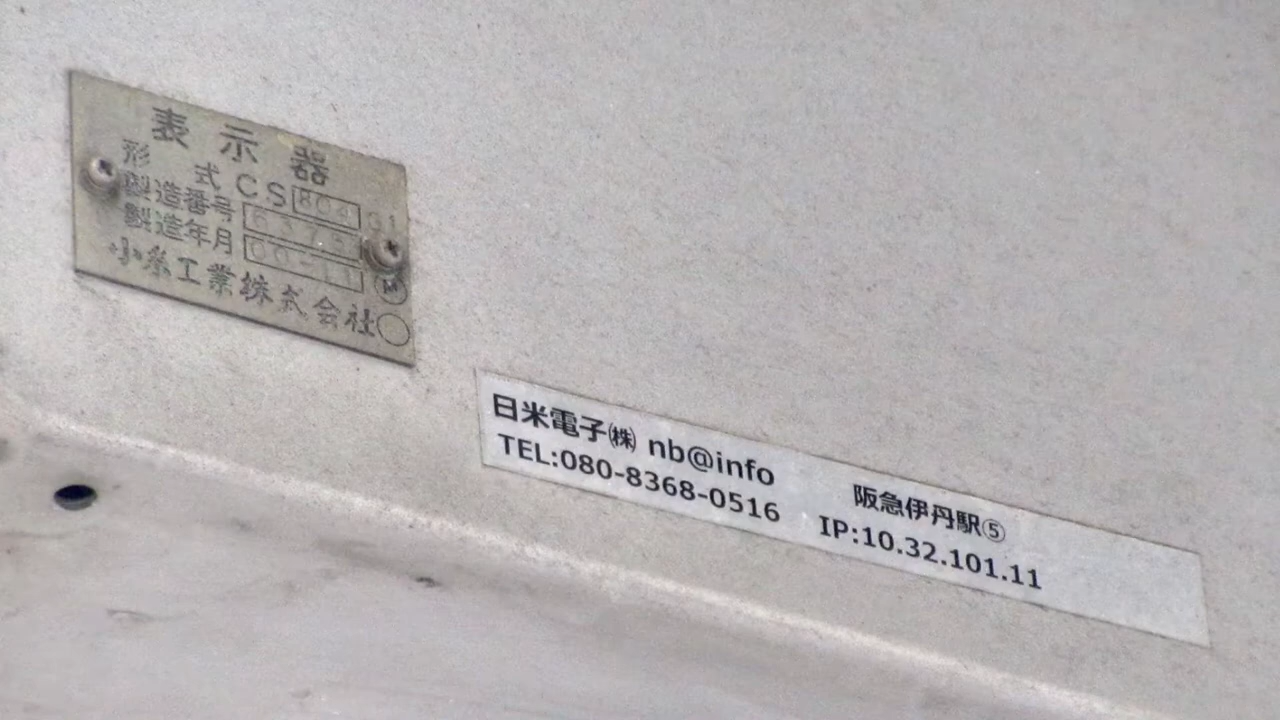 表示器
形式 CS
製造番号
製造年月
小糸工業株式会社
日米電子㈱ nb@info
TEL:080-8368-0516
阪急伊丹駅⑤
IP:10.32.101.11